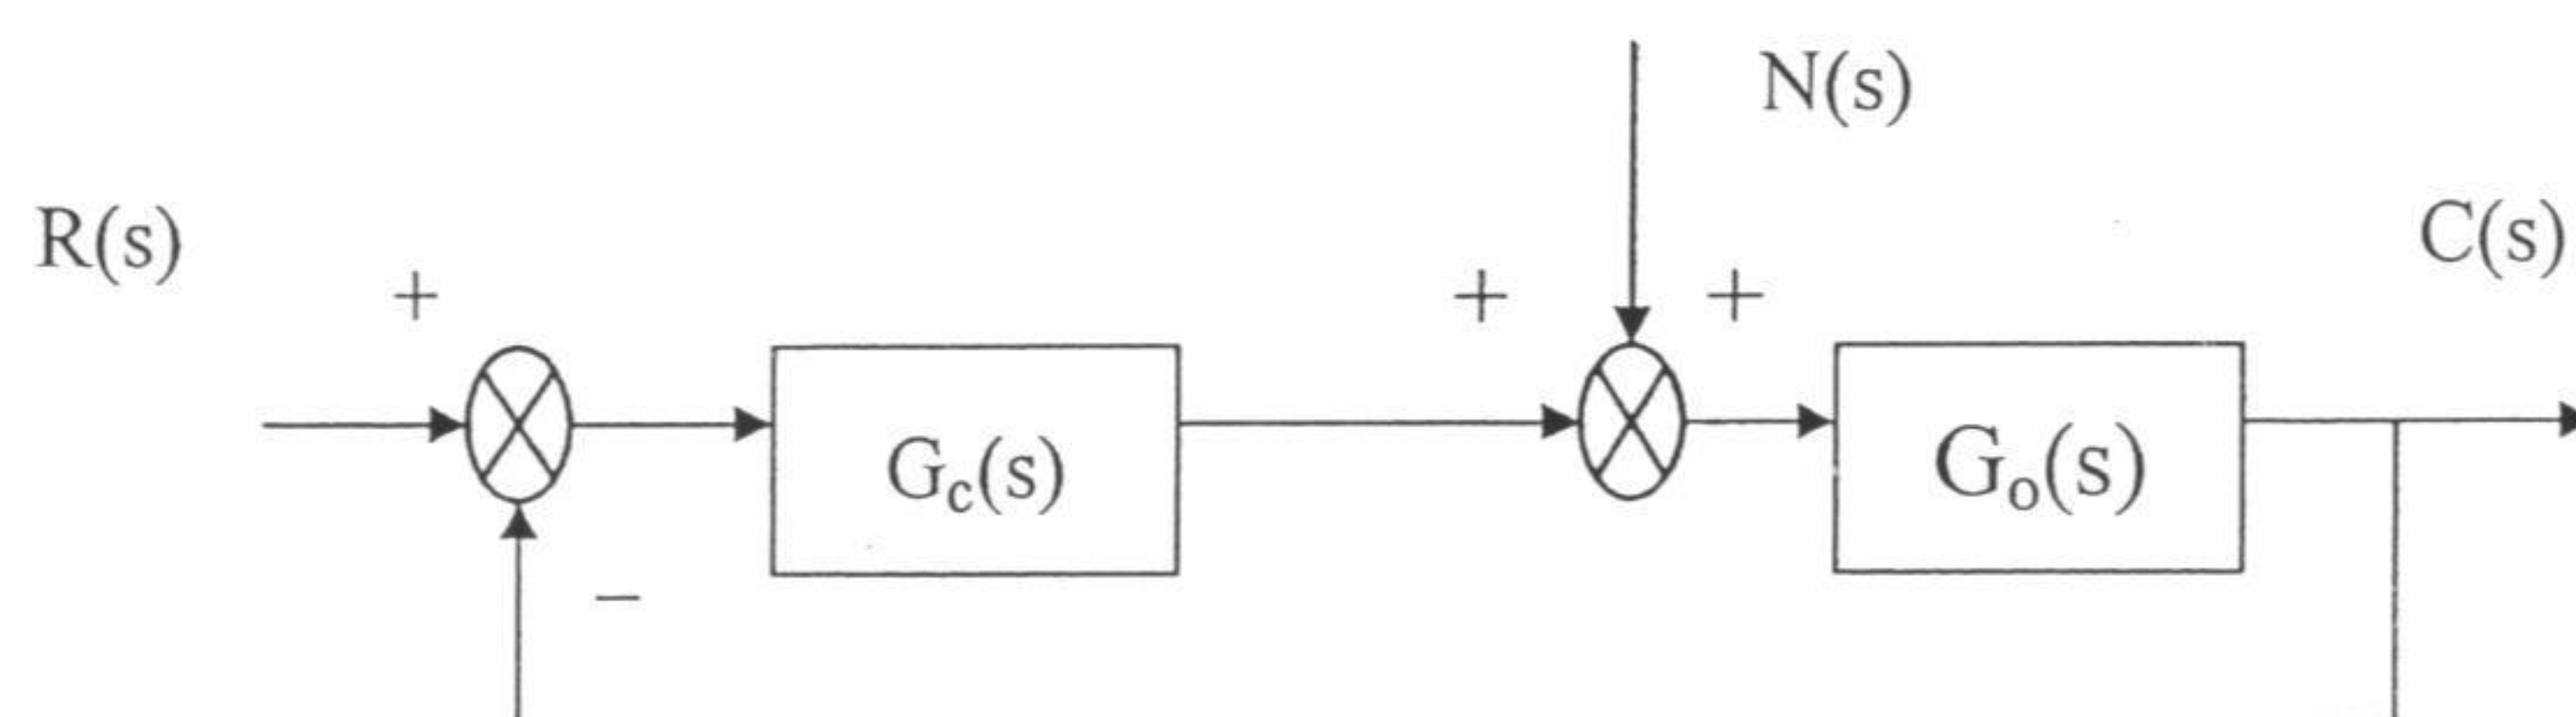 N(s)
R(s)
C(s)
+
+
+
Gc(s)
Go(s)
−